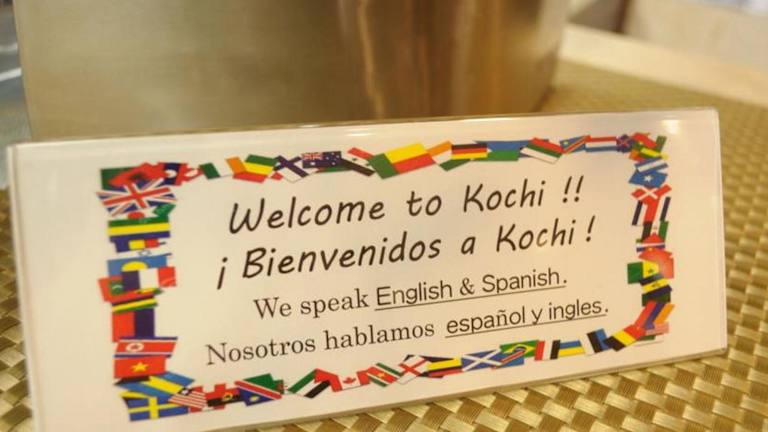 Welcome to Kochi !!
¡ Bienvenidos a Kochi !
We speak English & Spanish.
Nosotros hablamos español y ingles.